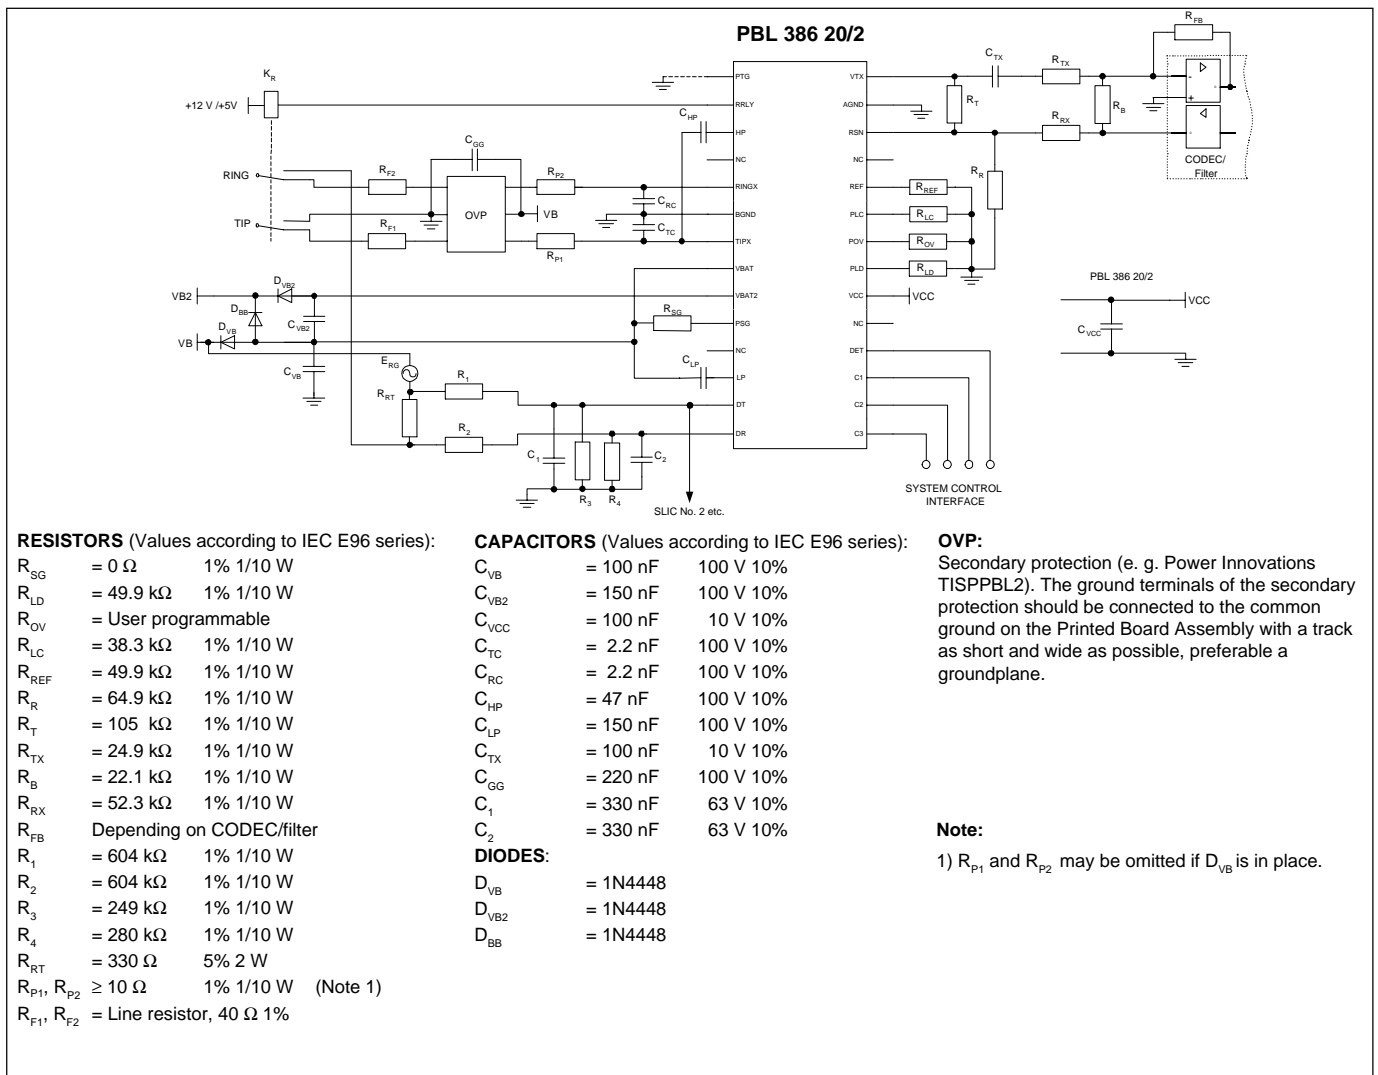 PBL 386 20/2
R_FB
C_TX
R_TX
K_R
PTG
VTX
+12 V /+5V
RRLY
AGND
R_T
R_B
C_HP
HP
RSN
R_RX
C_GG
NC
NC
CODEC/
Filter
RING
R_F2
R_P2
RINGX
REF
R_REF
R_R
C_RC
OVP
VB
BGND
PLC
R_LC
TIP
R_F1
C_TC
TIPX
POV
R_OV
R_P1
VBAT
PLD
R_LD
PBL 386 20/2
D_VB2
VB2
VBAT2
VCC
VCC
VCC
D_BB
C_VB2
R_SG
PSG
NC
C_VCC
D_VB
VB
NC
DET
C_VB
E_RG
C_LP
LP
C1
R_RT
R_1
DT
C2
R_2
DR
C3
C_1
C_2
R_3
R_4
SYSTEM CONTROL
INTERFACE
SLIC No. 2 etc.
RESISTORS (Values according to IEC E96 series):
R_SG = 0 Ω 1% 1/10 W
R_LD = 49.9 kΩ 1% 1/10 W
R_OV = User programmable
R_LC = 38.3 kΩ 1% 1/10 W
R_REF = 49.9 kΩ 1% 1/10 W
R_R = 64.9 kΩ 1% 1/10 W
R_T = 105 kΩ 1% 1/10 W
R_TX = 24.9 kΩ 1% 1/10 W
R_B = 22.1 kΩ 1% 1/10 W
R_RX = 52.3 kΩ 1% 1/10 W
R_FB Depending on CODEC/filter
R_1 = 604 kΩ 1% 1/10 W
R_2 = 604 kΩ 1% 1/10 W
R_3 = 249 kΩ 1% 1/10 W
R_4 = 280 kΩ 1% 1/10 W
R_RT = 330 Ω 5% 2 W
R_P1, R_P2 ≥ 10 Ω 1% 1/10 W (Note 1)
R_F1, R_F2 = Line resistor, 40 Ω 1%
CAPACITORS (Values according to IEC E96 series):
C_VB = 100 nF 100 V 10%
C_VB2 = 150 nF 100 V 10%
C_VCC = 100 nF 10 V 10%
C_TC = 2.2 nF 100 V 10%
C_RC = 2.2 nF 100 V 10%
C_HP = 47 nF 100 V 10%
C_LP = 150 nF 100 V 10%
C_TX = 100 nF 10 V 10%
C_GG = 220 nF 100 V 10%
C_1 = 330 nF 63 V 10%
C_2 = 330 nF 63 V 10%
DIODES:
D_VB = 1N4448
D_VB2 = 1N4448
D_BB = 1N4448
OVP:
Secondary protection (e. g. Power Innovations
TISPPBL2). The ground terminals of the secondary
protection should be connected to the common
ground on the Printed Board Assembly with a track
as short and wide as possible, preferable a
groundplane.
Note:
1) R_P1 and R_P2 may be omitted if D_VB is in place.